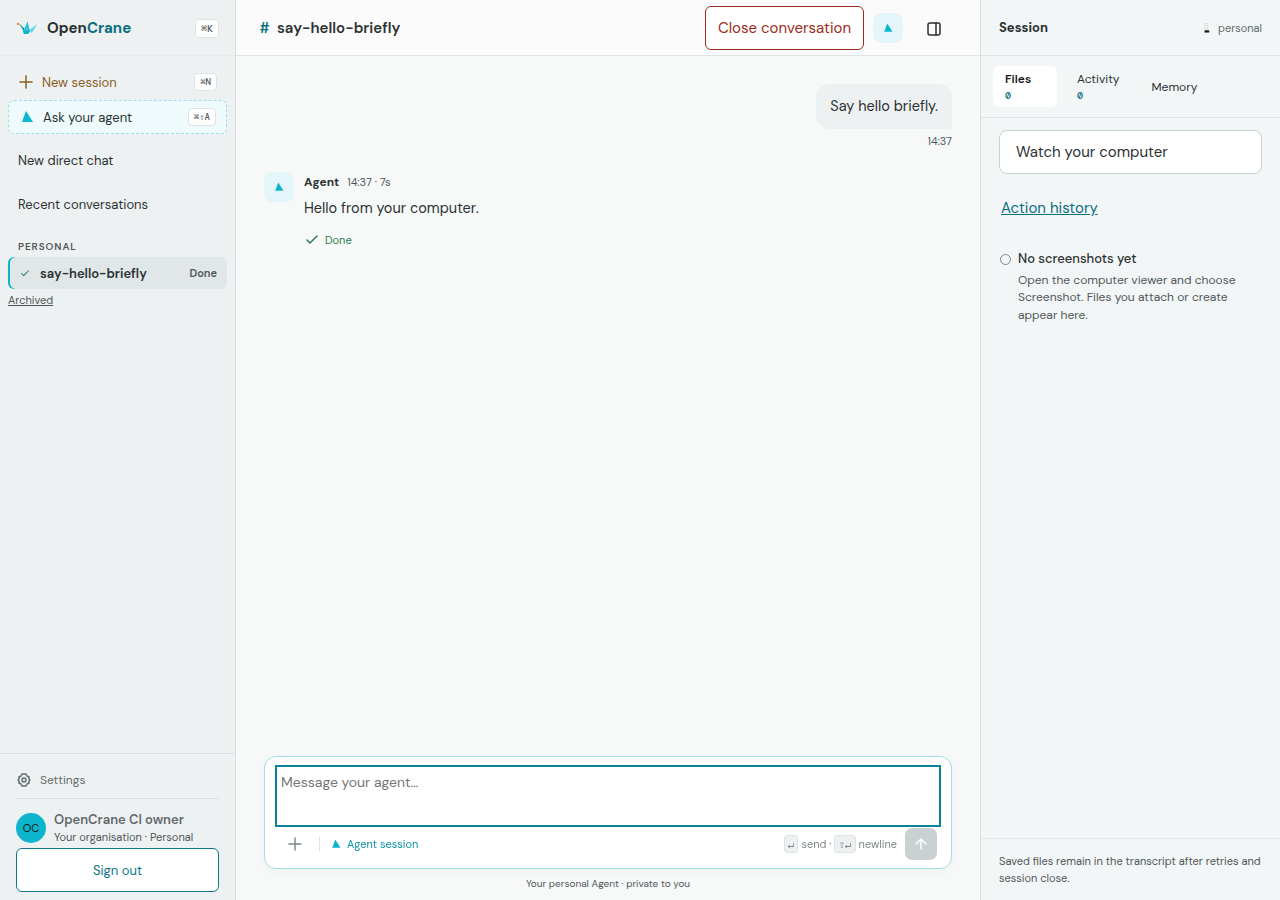 OpenCrane ⌘K
New session ⌘N
Ask your agent ⌘⇧A
New direct chat
Recent conversations
PERSONAL
say-hello-briefly Done
Archived
Settings
OC OpenCrane CI owner
Your organisation · Personal
Sign out
# say-hello-briefly Close conversation
Say hello briefly.
14:37
Agent 14:37 · 7s
Hello from your computer.
Done
Message your agent…
Agent session ↵ send · ⇧↵ newline
Your personal Agent · private to you
Session personal
Files Activity Memory
0 0
Watch your computer
Action history
No screenshots yet
Open the computer viewer and choose
Screenshot. Files you attach or create
appear here.
Saved files remain in the transcript after retries and
session close.